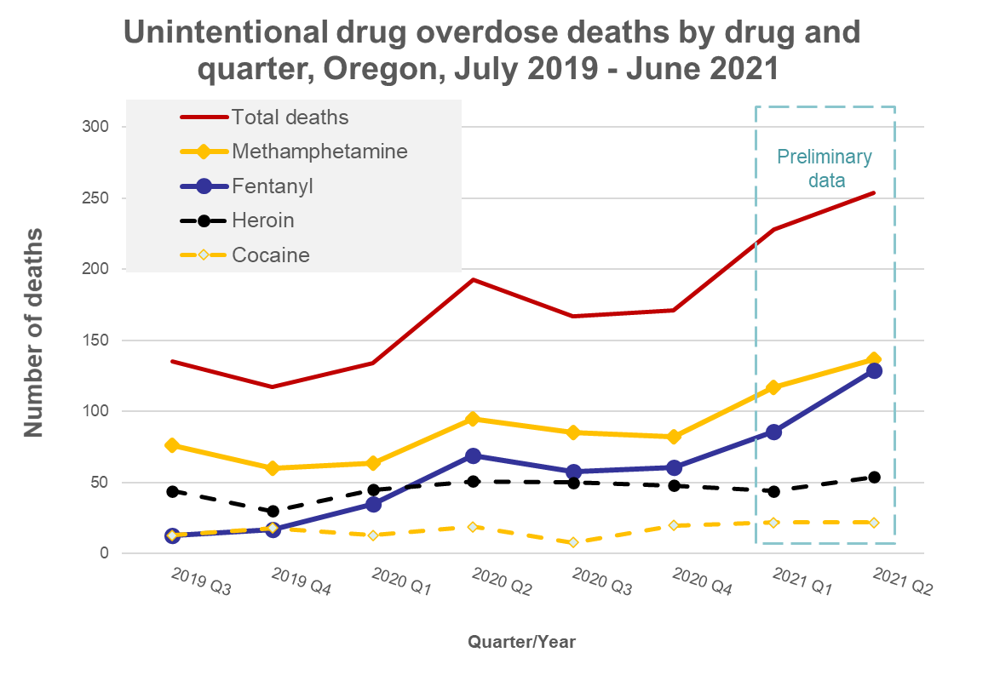 Unintentional drug overdose deaths by drug and
quarter, Oregon, July 2019 - June 2021
Total deaths
Methamphetamine
Fentanyl
Heroin
Cocaine
Preliminary
data
Number of deaths
300
250
200
150
100
50
0
2019 Q3
2019 Q4
2020 Q1
2020 Q2
2020 Q3
2020 Q4
2021 Q1
2021 Q2
Quarter/Year